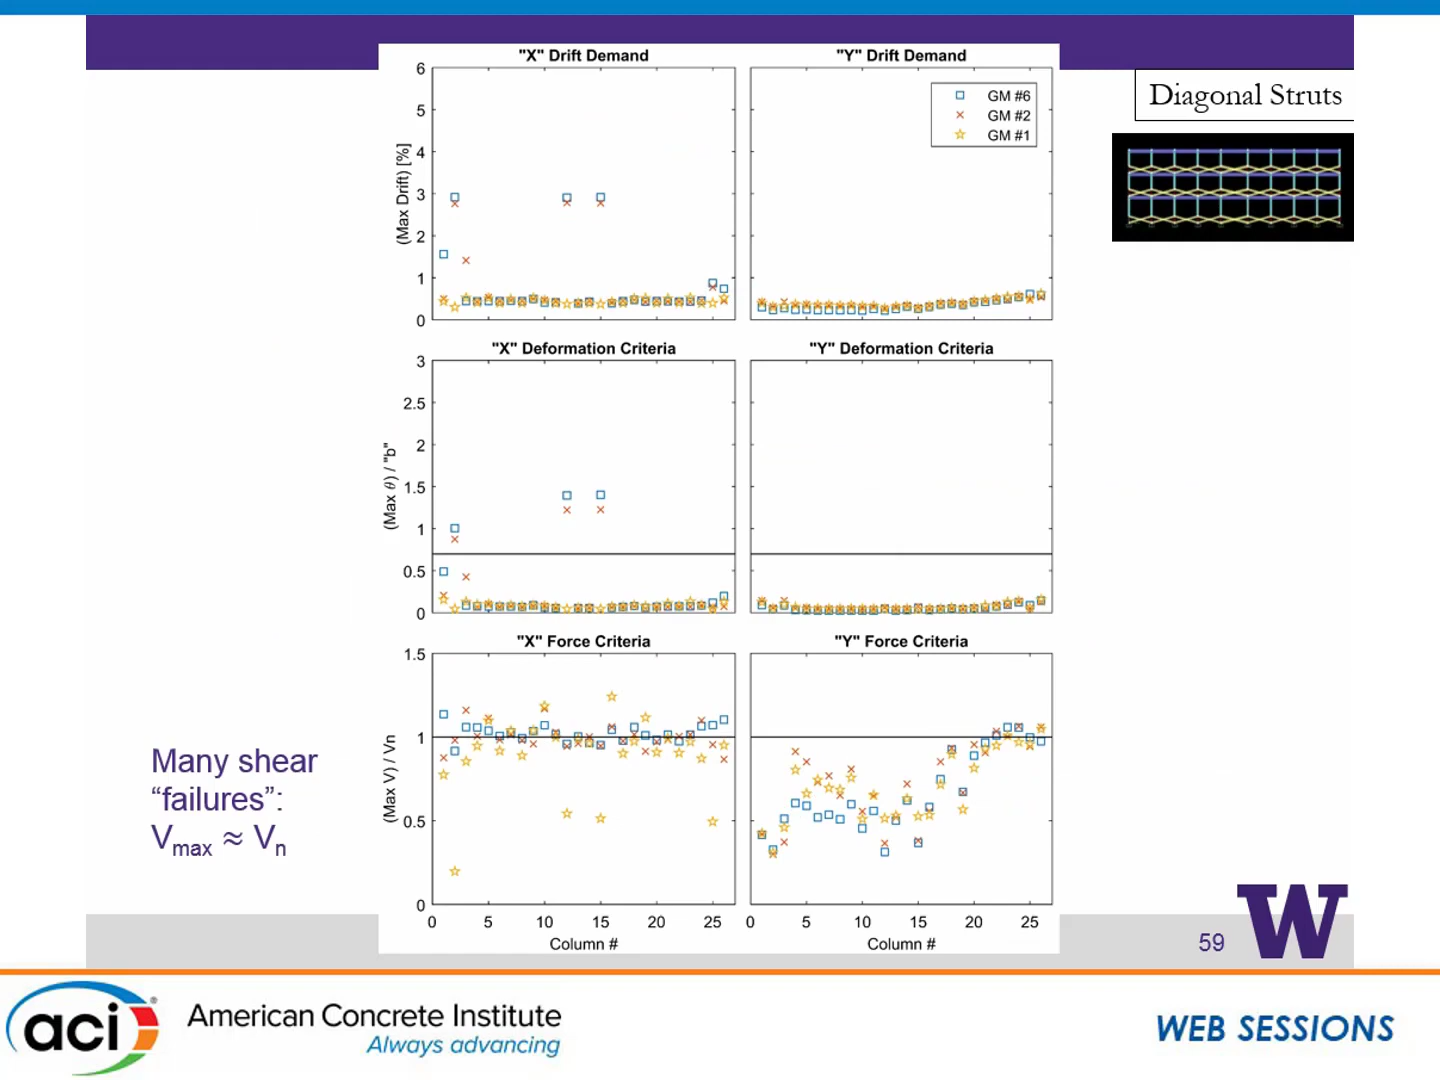 "X" Drift Demand
"Y" Drift Demand
6
5
4
3
2
1
0
(Max Drift) [%]
GM #6
GM #2
GM #1
Diagonal Struts
"X" Deformation Criteria
"Y" Deformation Criteria
3
2.5
2
1.5
1
0.5
0
(Max θ) / "b"
"X" Force Criteria
"Y" Force Criteria
1.5
1
0.5
0
(Max V) / Vn
0 5 10 15 20 25
0 5 10 15 20 25
Column #
Column #
Many shear
“failures”:
Vmax ≈ Vn
59
W
aci®
American Concrete Institute
Always advancing
WEB SESSIONS